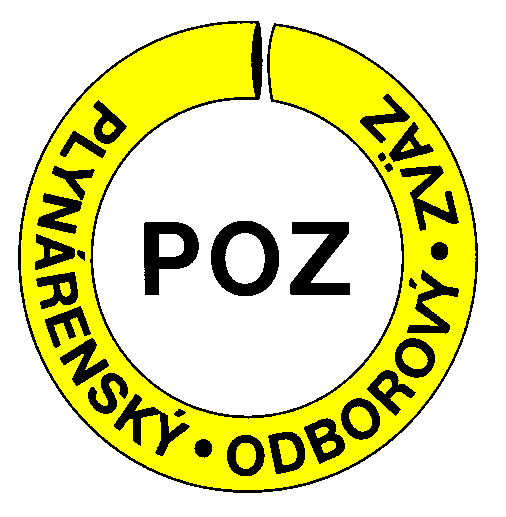 PLYNÁRENSKÝ • ODBOROVÝ • ZVÄZ
POZ